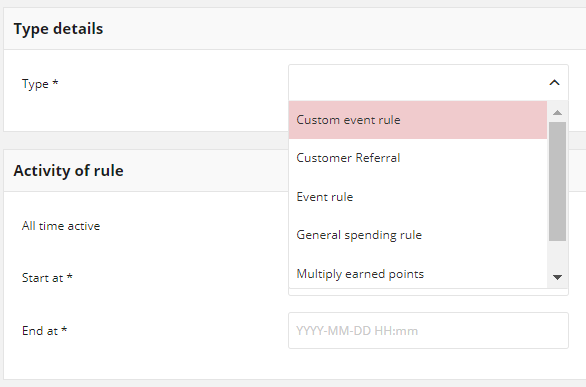 Type details
Type *
Custom event rule
Customer Referral
Event rule
General spending rule
Multiply earned points
Activity of rule
All time active
Start at *
End at *
YYYY-MM-DD HH:mm